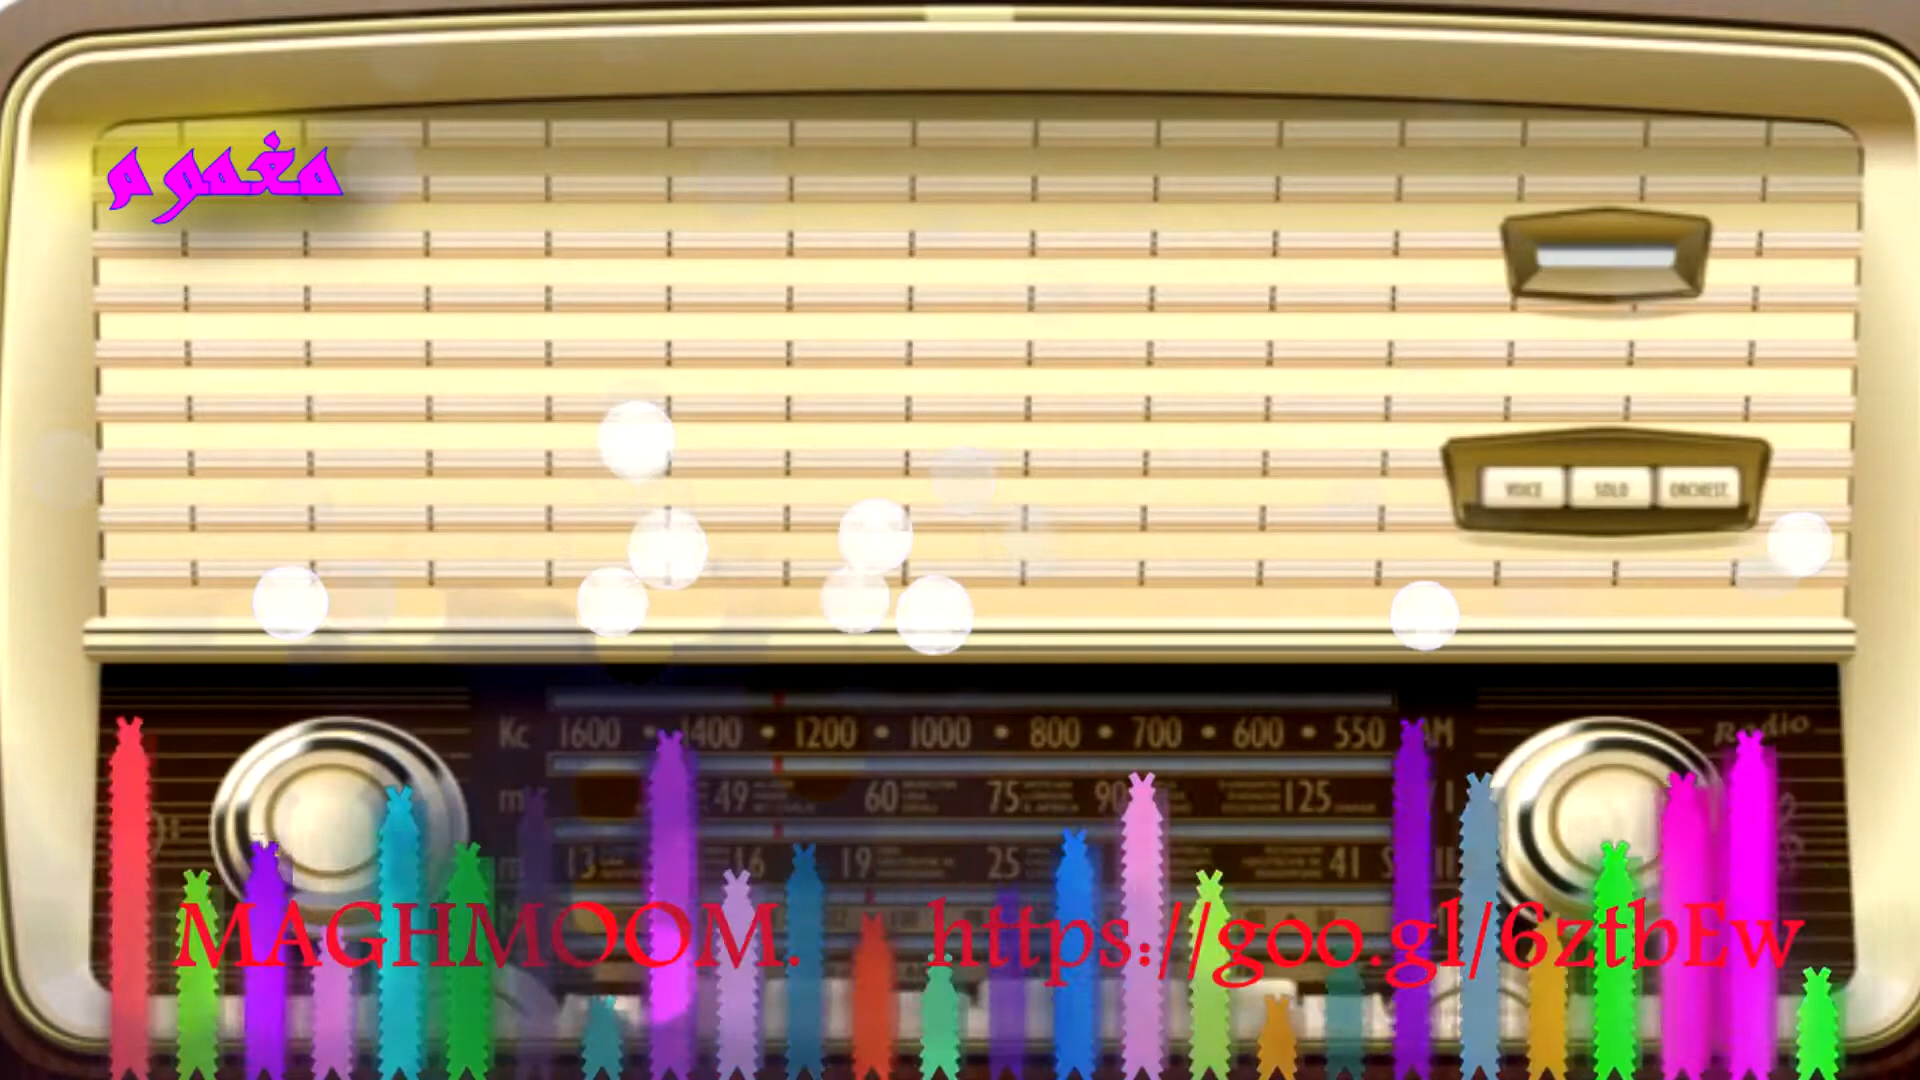 مغموم
VOICE SOLO ORCHEST.
Kc 1600 • 1400 • 1200 • 1000 • 800 • 700 • 600 • 550 AM
Radio
49 60 75 90 125
13 16 19 25 41
MAGHMOOM. https://goo.gl/6ztbEw